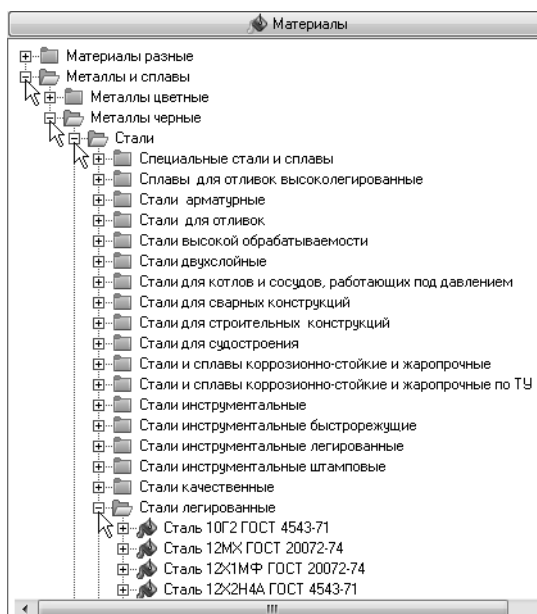 Материалы
Материалы разные
Металлы и сплавы
Металлы цветные
Металлы черные
Стали
Специальные стали и сплавы
Сплавы для отливок высоколегированные
Стали арматурные
Стали для отливок
Стали высокой обрабатываемости
Стали двухслойные
Стали для котлов и сосудов, работающих под давлением
Стали для сварных конструкций
Стали для строительных конструкций
Стали для судостроения
Стали и сплавы коррозионно-стойкие и жаропрочные
Стали и сплавы коррозионно-стойкие и жаропрочные по ТУ
Стали инструментальные
Стали инструментальные быстрорежущие
Стали инструментальные легированные
Стали инструментальные штамповые
Стали качественные
Стали легированные
Сталь 10Г2 ГОСТ 4543-71
Сталь 12МХ ГОСТ 20072-74
Сталь 12Х1МФ ГОСТ 20072-74
Сталь 12Х2Н4А ГОСТ 4543-71